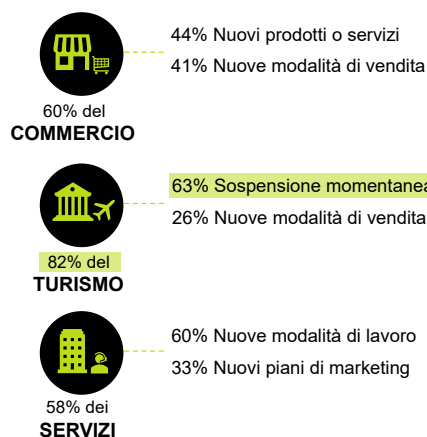 44% Nuovi prodotti o servizi
41% Nuove modalità di vendita
60% del
COMMERCIO
63% Sospensione momentanea
26% Nuove modalità di vendita
82% del
TURISMO
60% Nuove modalità di lavoro
33% Nuovi piani di marketing
58% dei
SERVIZI